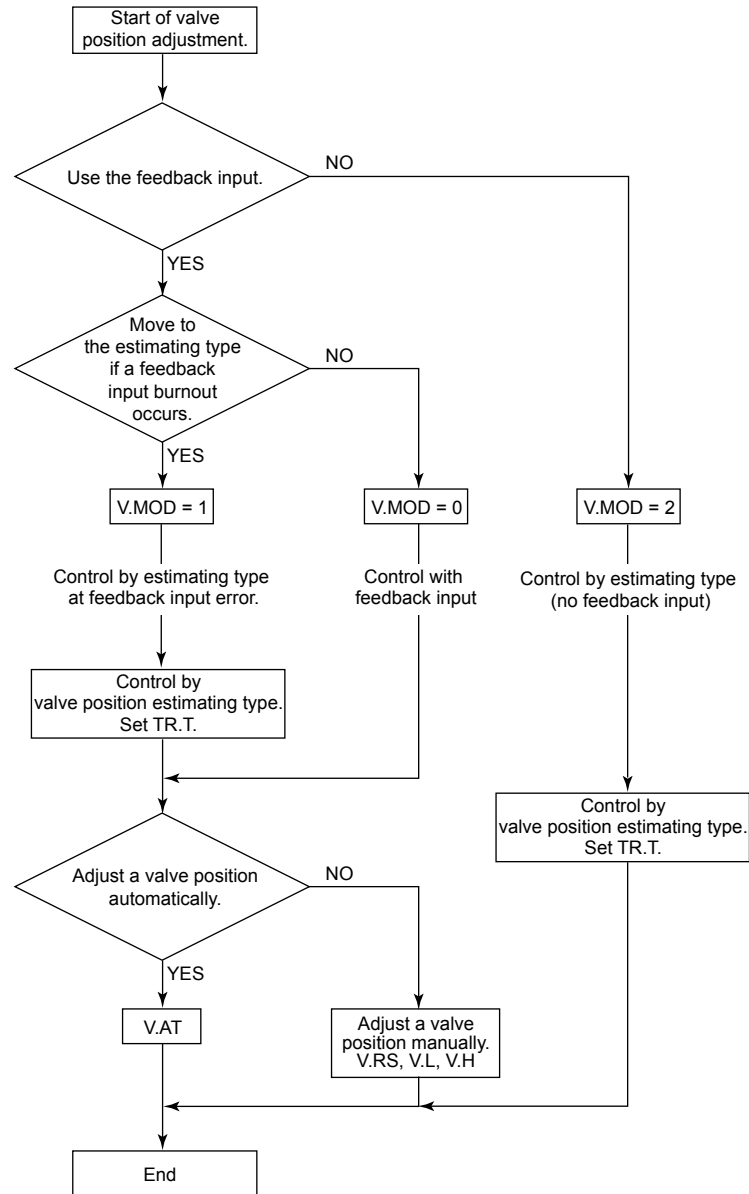 Start of valve
position adjustment.
Use the feedback input.
NO
YES
Move to
the estimating type
if a feedback
input burnout
occurs.
NO
YES
V.MOD = 1
V.MOD = 0
V.MOD = 2
Control by estimating type
at feedback input error.
Control with
feedback input
Control by estimating type
(no feedback input)
Control by
valve position estimating type.
Set TR.T.
Control by
valve position estimating type.
Set TR.T.
Adjust a valve position
automatically.
NO
YES
V.AT
Adjust a valve
position manually.
V.RS, V.L, V.H
End